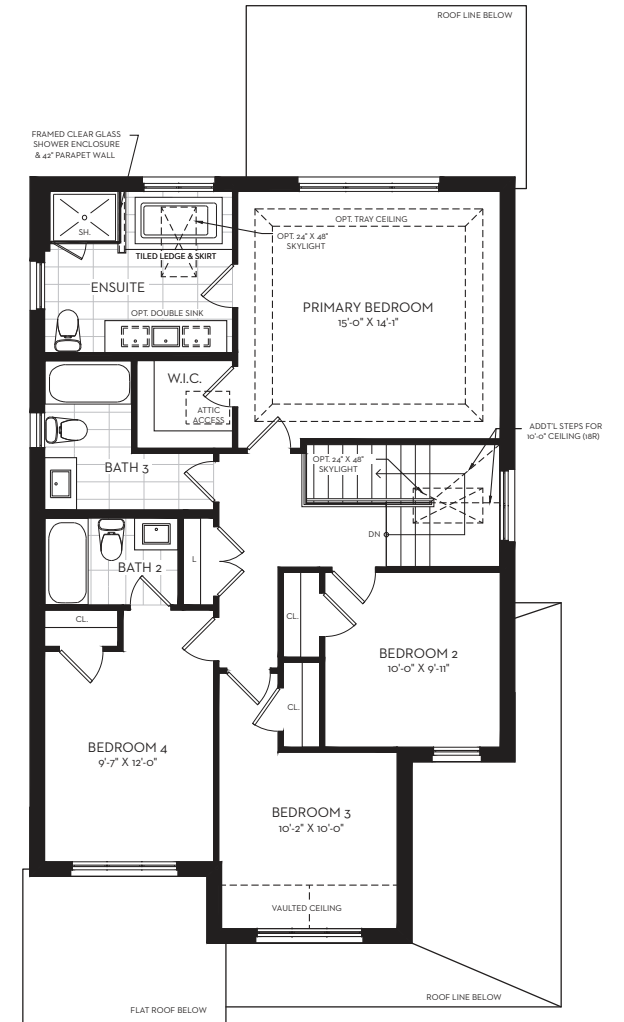 ROOF LINE BELOW
FRAMED CLEAR GLASS
SHOWER ENCLOSURE
& 42" PARAPET WALL
SH.
OPT. TRAY CEILING
OPT. 24" X 48"
SKYLIGHT
TILED LEDGE & SKIRT
ENSUITE
OPT. DOUBLE SINK
PRIMARY BEDROOM
15'-0" X 14'-1"
W.I.C.
ATTIC
ACCESS
ADD'T'L STEPS FOR
10'-0" CEILING (18R)
OPT. 24" X 48"
SKYLIGHT
BATH 3
DN
L
BATH 2
CL.
CL.
BEDROOM 2
10'-0" X 9'-11"
CL.
BEDROOM 4
9'-7" X 12'-0"
BEDROOM 3
10'-2" X 10'-0"
VAULTED CEILING
ROOF LINE BELOW
FLAT ROOF BELOW